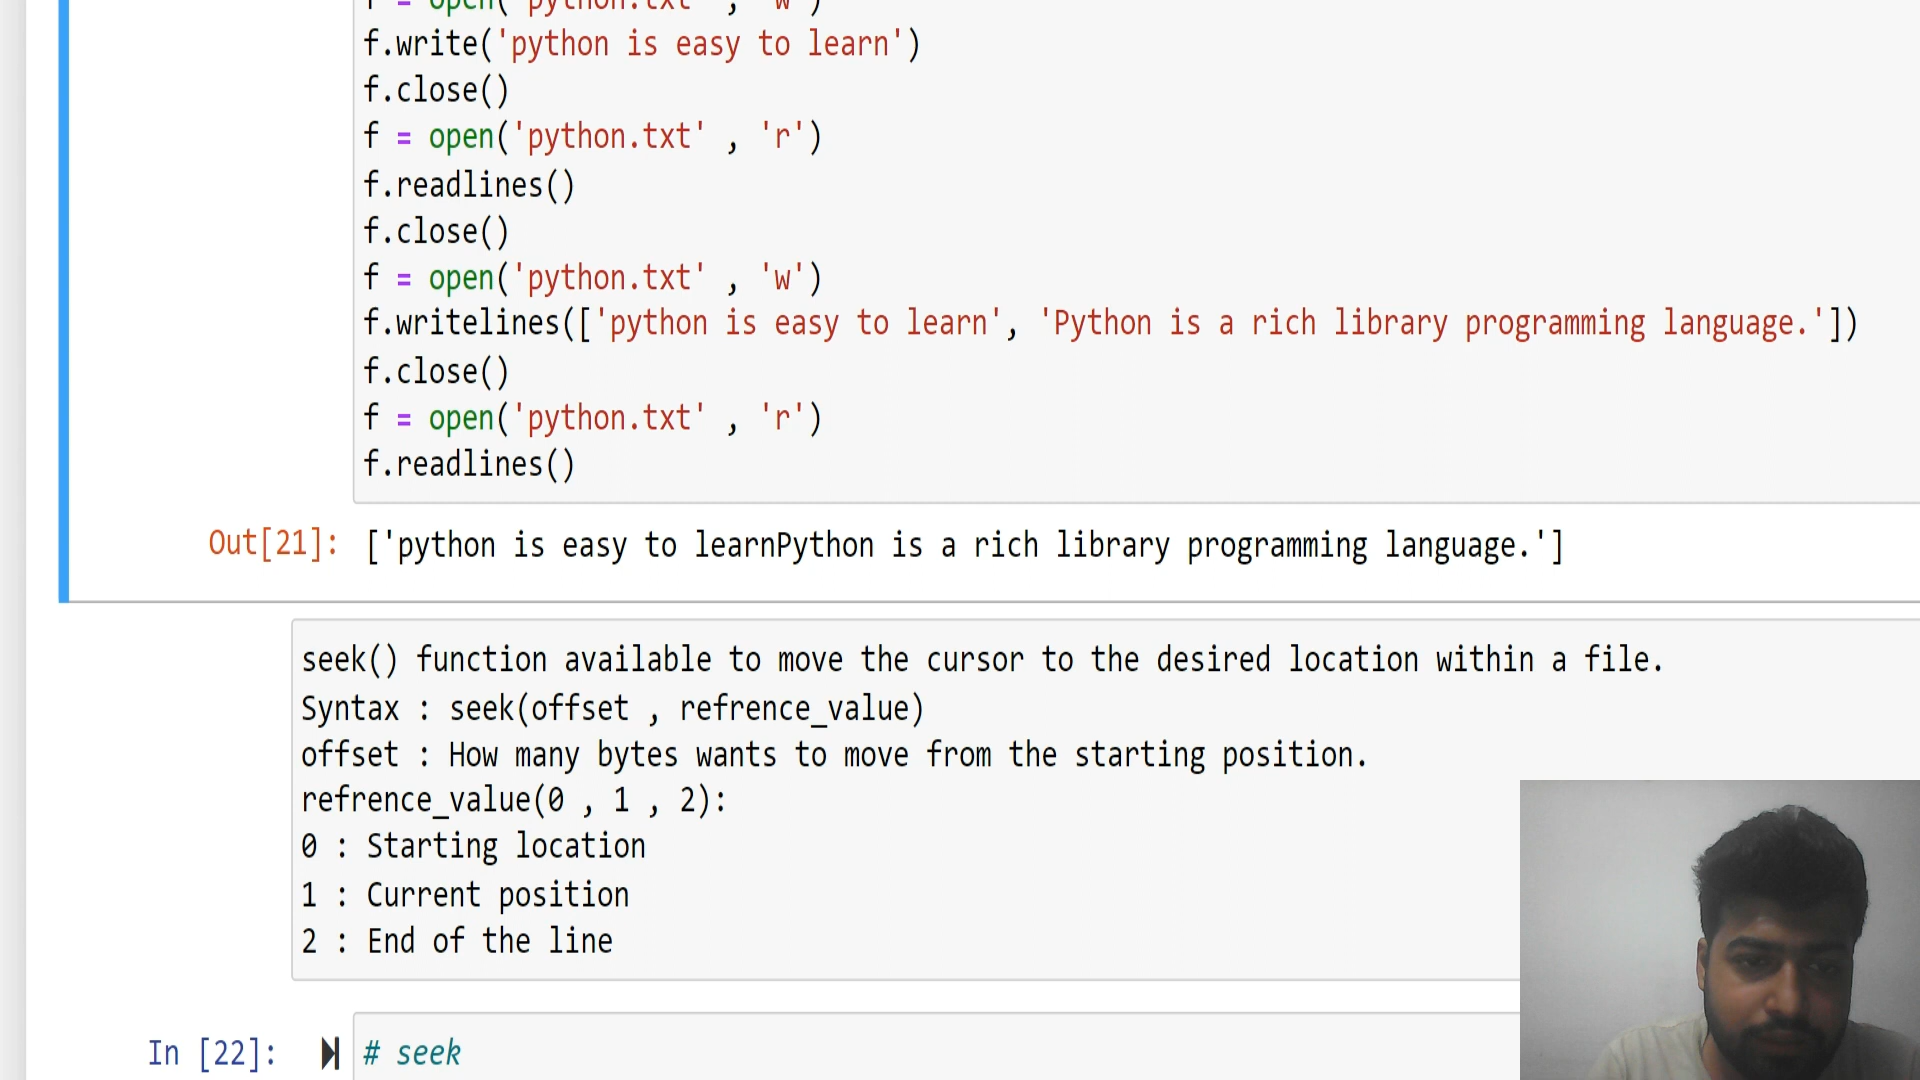 f = open('python.txt' , 'w')
f.write('python is easy to learn')
f.close()
f = open('python.txt' , 'r')
f.readlines()
f.close()
f = open('python.txt' , 'w')
f.writelines(['python is easy to learn', 'Python is a rich library programming language.'])
f.close()
f = open('python.txt' , 'r')
f.readlines()
Out[21]: ['python is easy to learnPython is a rich library programming language.']
seek() function available to move the cursor to the desired location within a file.
Syntax : seek(offset , refrence_value)
offset : How many bytes wants to move from the starting position.
refrence_value(0 , 1 , 2):
0 : Starting location
1 : Current position
2 : End of the line
In [22]: # seek